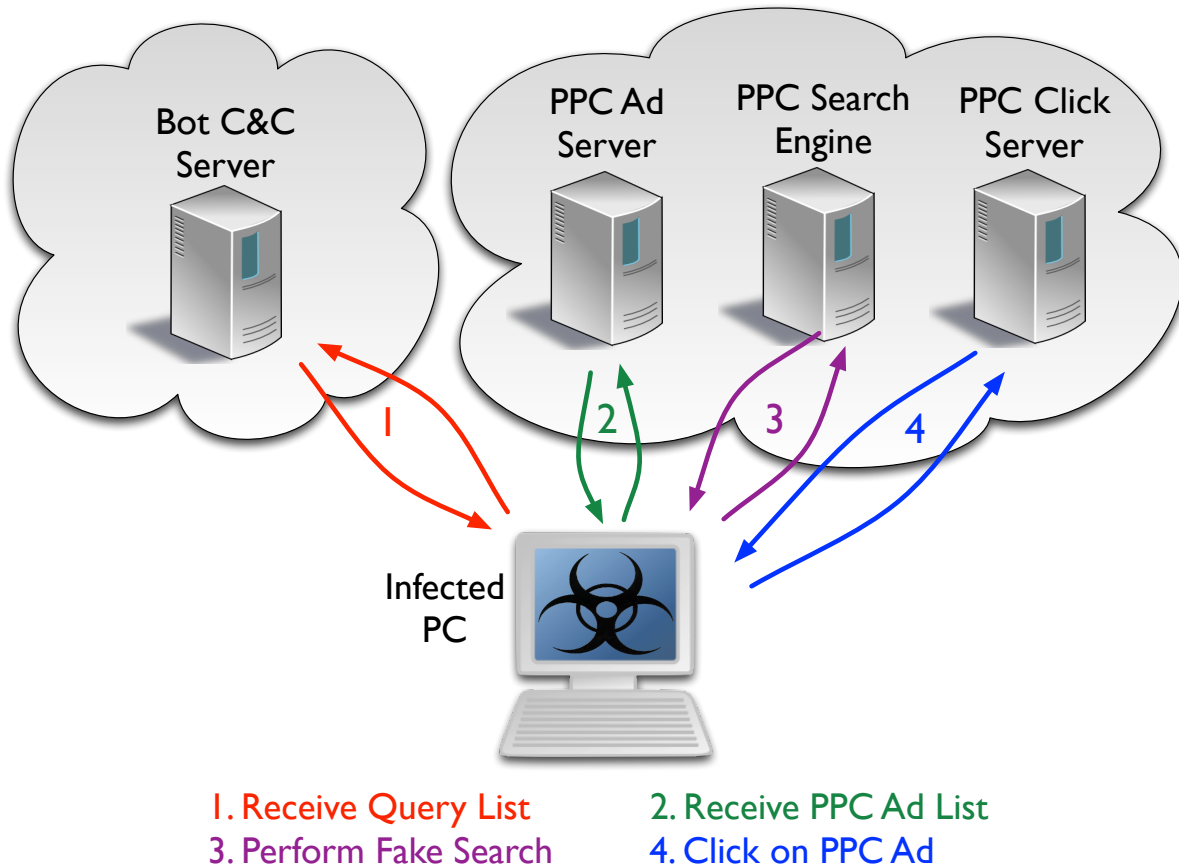 Bot C&C
Server
PPC Ad
Server
PPC Search
Engine
PPC Click
Server
1
2
3
4
Infected
PC
1. Receive Query List
2. Receive PPC Ad List
3. Perform Fake Search
4. Click on PPC Ad